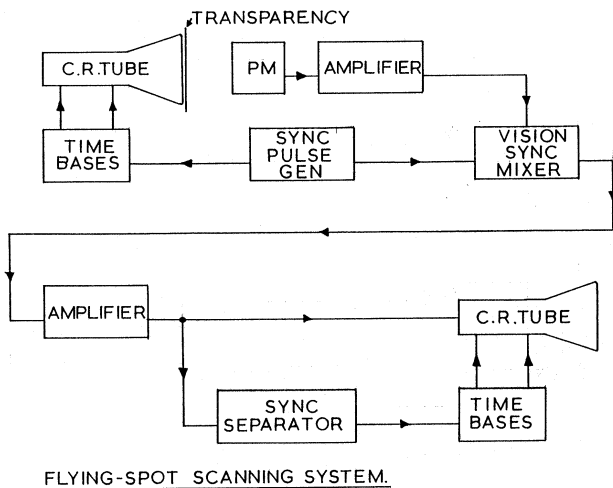 TRANSPARENCY
C.R.TUBE
PM
AMPLIFIER
TIME
BASES
SYNC
PULSE
GEN
VISION
SYNC
MIXER
AMPLIFIER
C.R.TUBE
SYNC
SEPARATOR
TIME
BASES
FLYING-SPOT SCANNING SYSTEM.